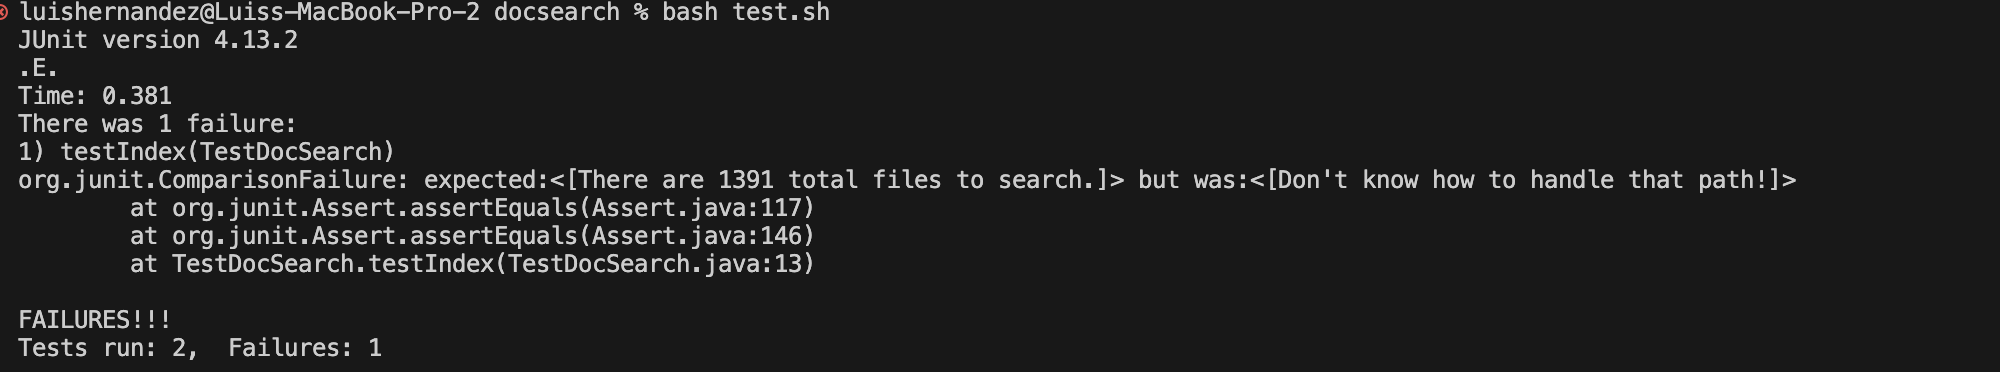 luishernandez@Luiss-MacBook-Pro-2 docsearch % bash test.sh
JUnit version 4.13.2
.E.
Time: 0.381
There was 1 failure:
1) testIndex(TestDocSearch)
org.junit.ComparisonFailure: expected:<[There are 1391 total files to search.]> but was:<[Don't know how to handle that path!]>
        at org.junit.Assert.assertEquals(Assert.java:117)
        at org.junit.Assert.assertEquals(Assert.java:146)
        at TestDocSearch.testIndex(TestDocSearch.java:13)
FAILURES!!!
Tests run: 2,  Failures: 1